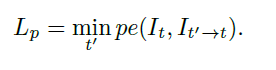 L_p = \min_{t'} pe(I_t, I_{t' \to t}).